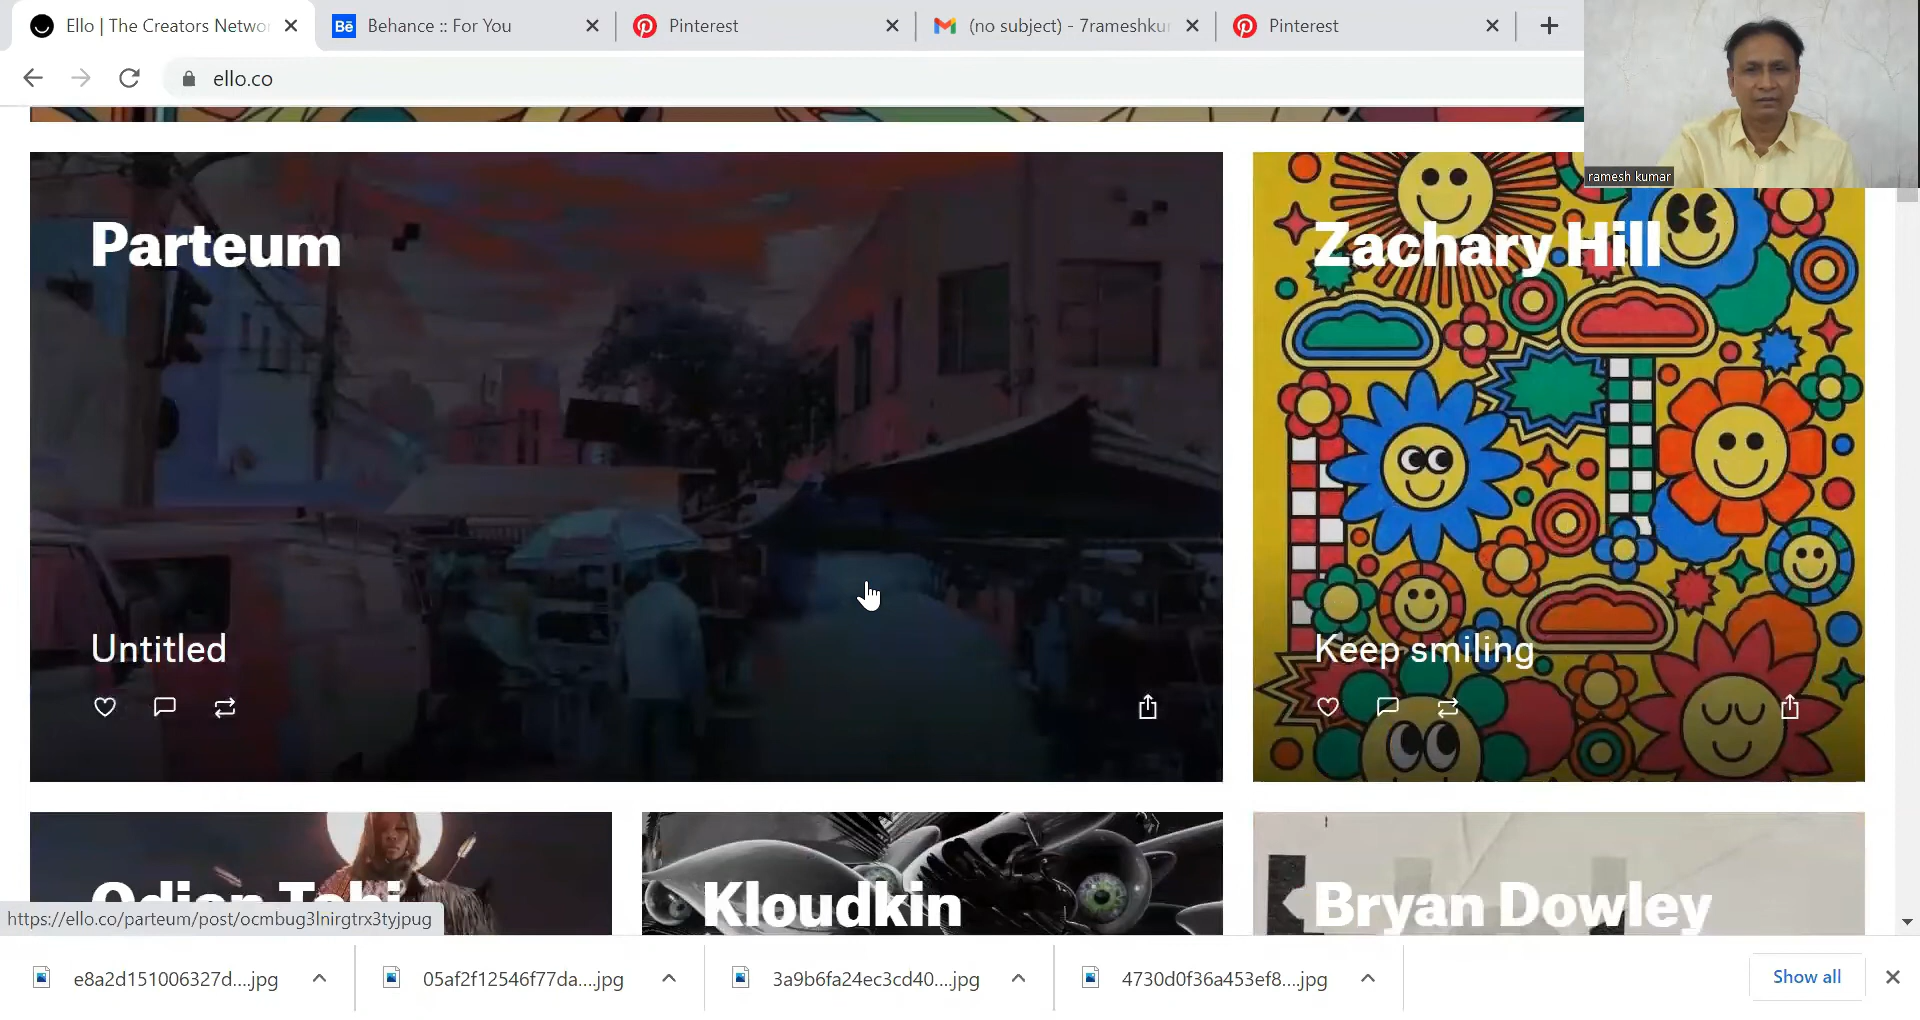 Ello | The Creators Netwo
Behance :: For You
Pinterest
(no subject) - 7rameshku
Pinterest
ello.co
ramesh kumar
Parteum
Zachary Hill
Untitled
Keep smiling
Kloudkin
Bryan Dowley
https://ello.co/parteum/post/ocmbug3lnirgtrx3tyjpug
e8a2d151006327d....jpg
05af2f12546f77da....jpg
3a9b6fa24ec3cd40....jpg
4730d0f36a453ef8....jpg
Show all